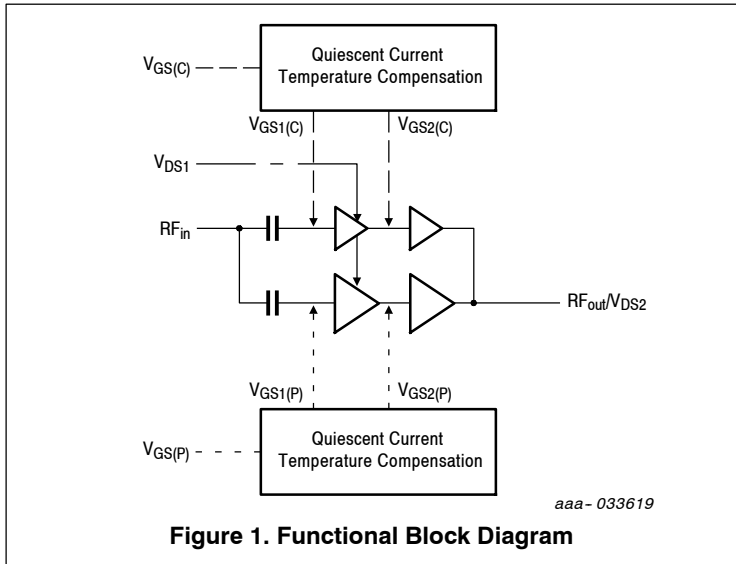 Quiescent Current
Temperature Compensation
VGS(C)
VGS1(C)
VGS2(C)
VDS1
RFin
RFout/VDS2
VGS1(P)
VGS2(P)
Quiescent Current
Temperature Compensation
VGS(P)
aaa-033619
Figure 1. Functional Block Diagram